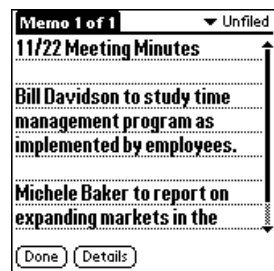 Memo 1 of 1
Unfiled
11/22 Meeting Minutes
Bill Davidson to study time
management program as
implemented by employees.
Michele Baker to report on
expanding markets in the
Done Details